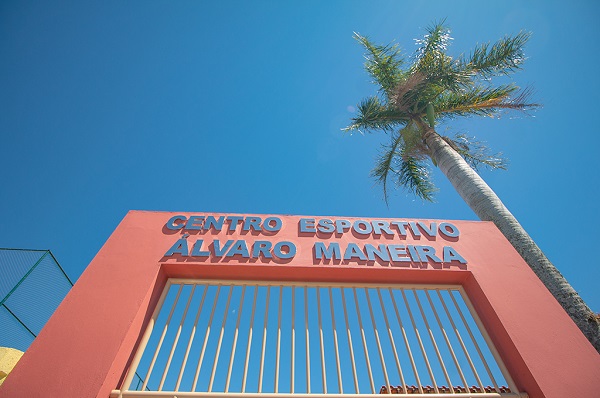 CENTRO ESPORTIVO
ÁLVARO MANEIRA